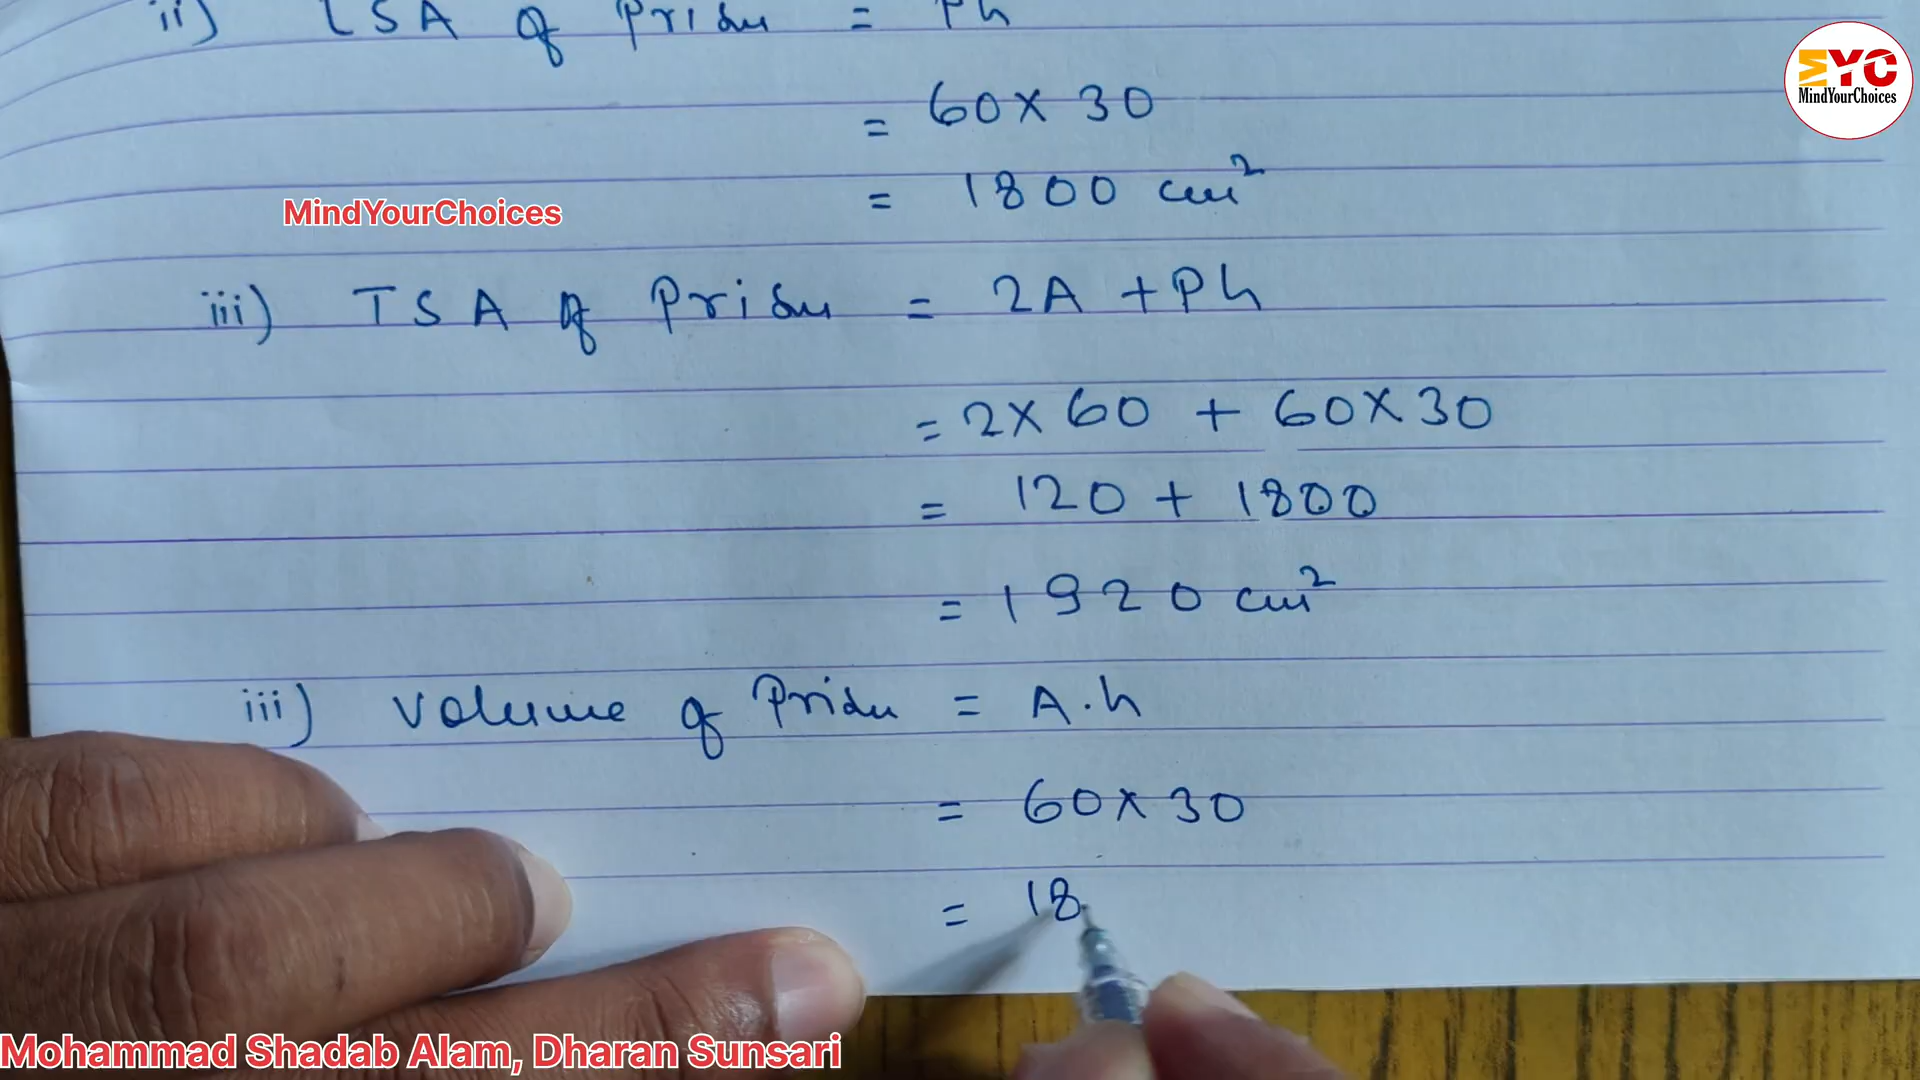 ii) LSA of Prism = Ph
MYC
MindYourChoices
= 60 x 30
= 1800 cm²
MindYourChoices
iii) TSA of Prism = 2A + Ph
= 2 x 60 + 60 x 30
= 120 + 1800
= 1920 cm²
iii) Volume of Prism = A.h
= 60 x 30
= 18
Mohammad Shadab Alam, Dharan Sunsari